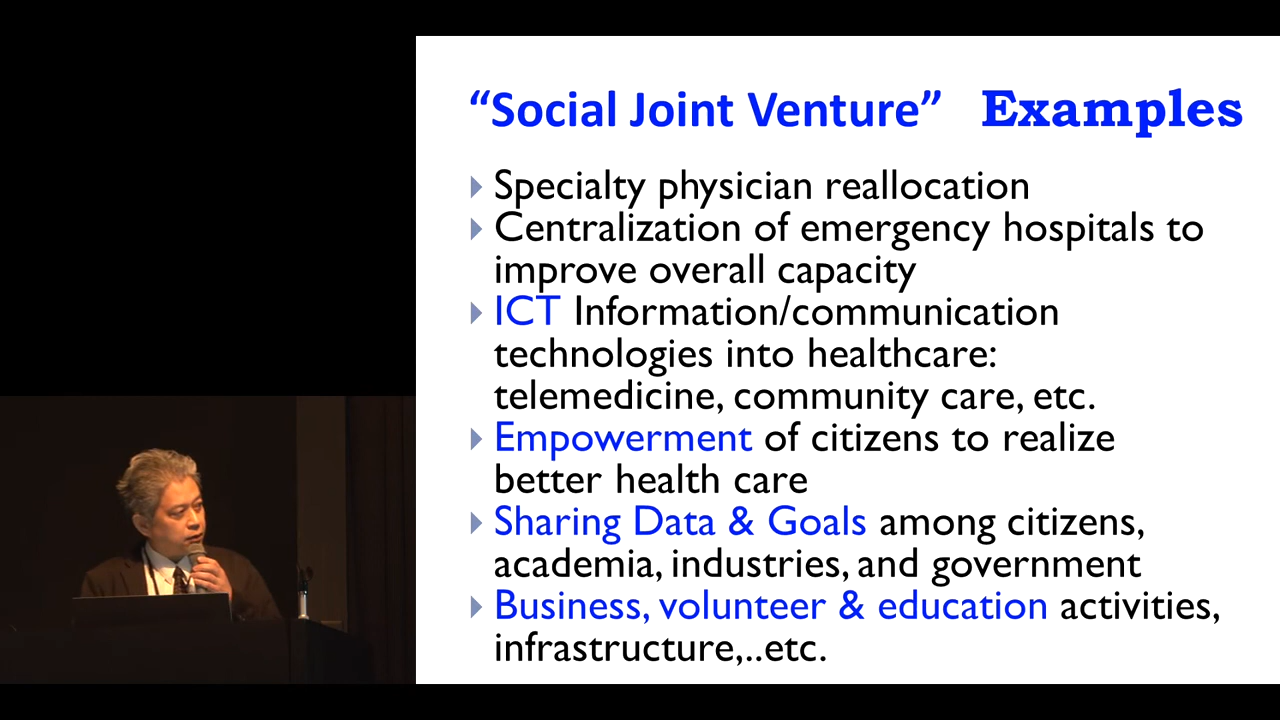 “Social Joint Venture” Examples
Specialty physician reallocation
Centralization of emergency hospitals to
improve overall capacity
ICT Information/communication
technologies into healthcare:
telemedicine, community care, etc.
Empowerment of citizens to realize
better health care
Sharing Data & Goals among citizens,
academia, industries, and government
Business, volunteer & education activities,
infrastructure,..etc.